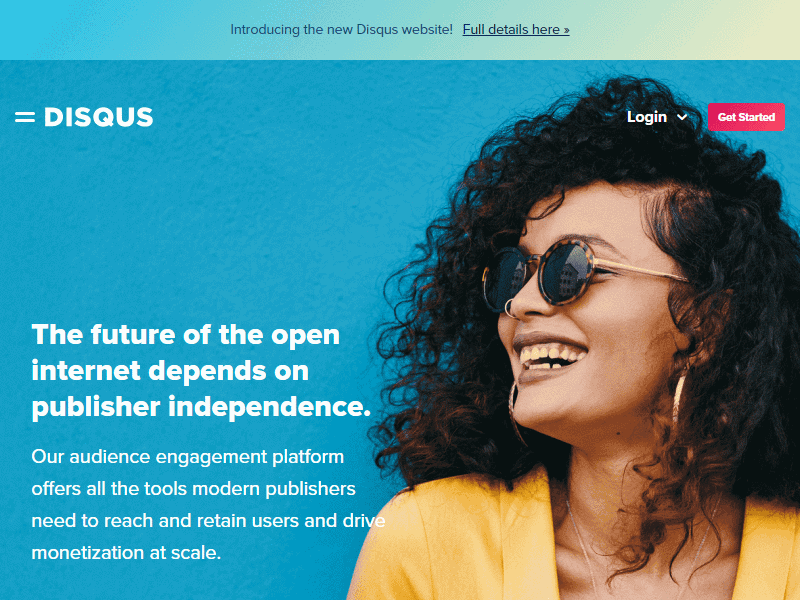 Introducing the new Disqus website! Full details here »
DISQUS
Login
Get Started
The future of the open
internet depends on
publisher independence.
Our audience engagement platform
offers all the tools modern publishers
need to reach and retain users and drive
monetization at scale.